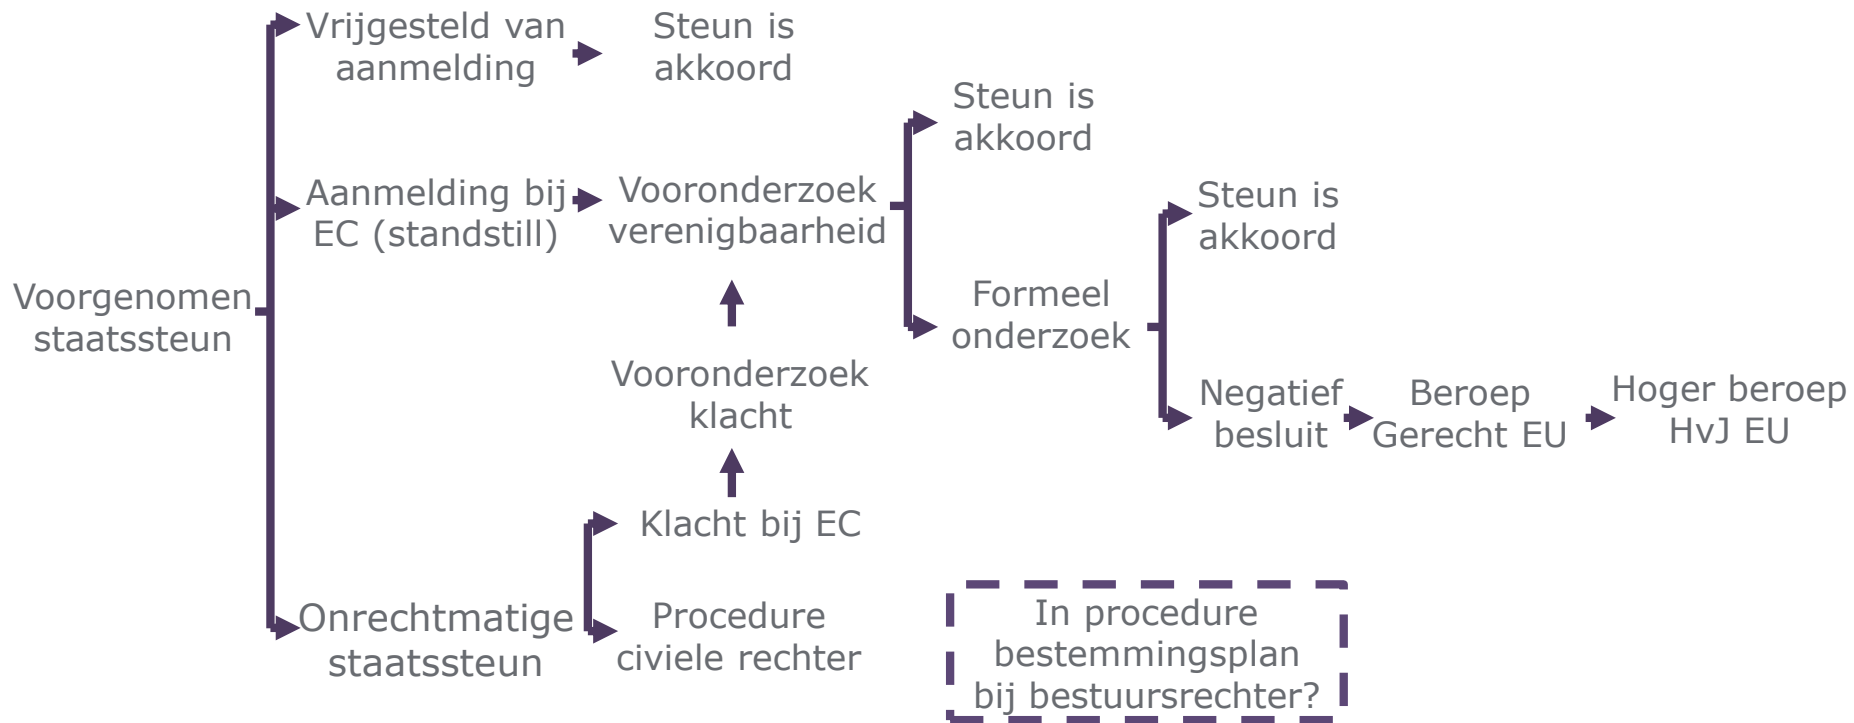 Vrijgesteld van
aanmelding
Steun is
akkoord
Steun is
akkoord
Aanmelding bij
EC (standstill)
Vooronderzoek
verenigbaarheid
Steun is
akkoord
Voorgenomen
staatssteun
Formeel
onderzoek
Vooronderzoek
klacht
Negatief
besluit
Beroep
Gerecht EU
Hoger beroep
HvJ EU
Klacht bij EC
Onrechtmatige
staatssteun
Procedure
civiele rechter
In procedure
bestemmingsplan
bij bestuursrechter?